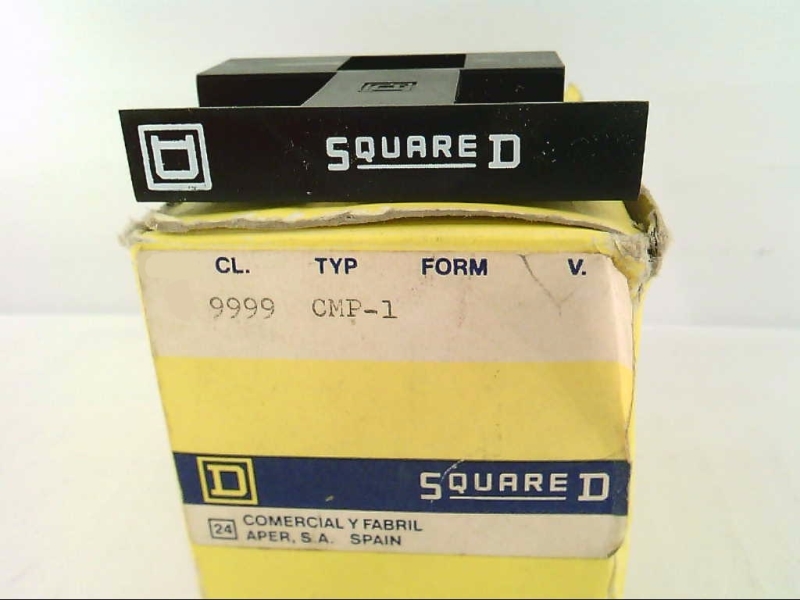 D
SQUARE D
CL. TYP FORM V.
9999 CMP-1
D SQUARE D
24 COMERCIAL Y FABRIL
APER, S.A. SPAIN